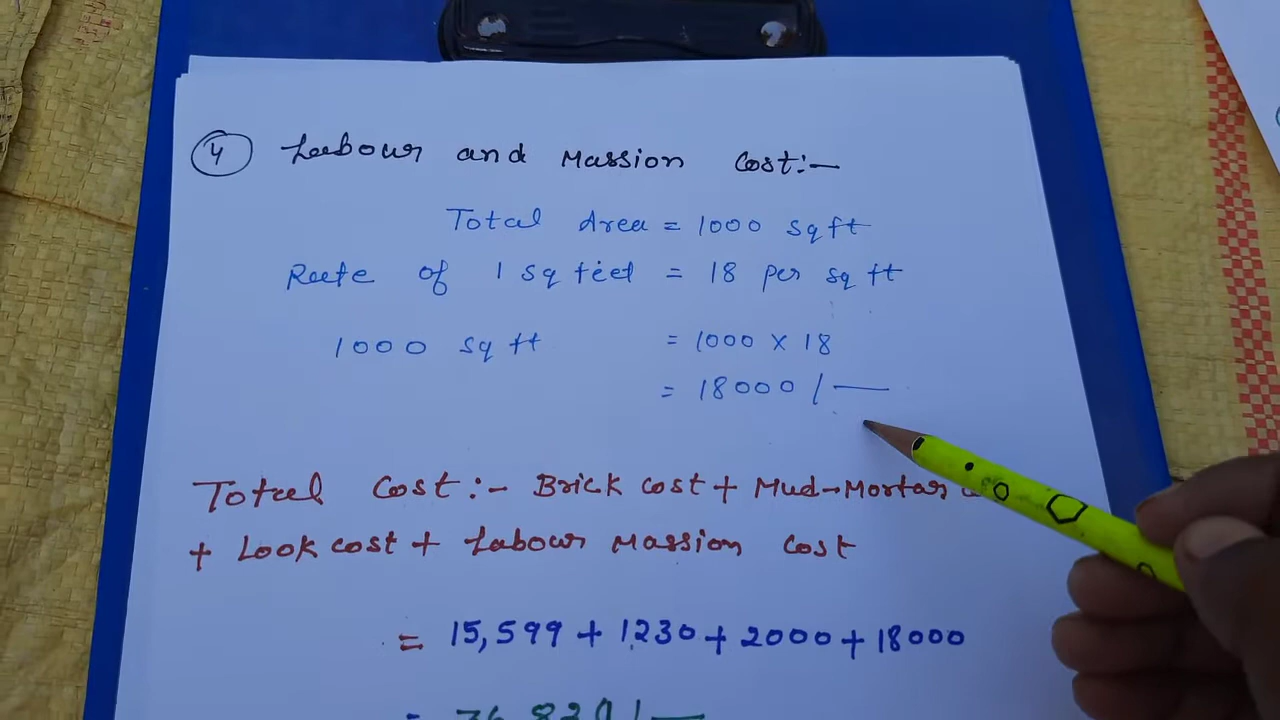 4 Labour and Massion Cost:-
Total Area = 1000 sq ft
Rate of 1 sq feet = 18 per sq ft
1000 sq ft = 1000 × 18
= 18000/—
Total Cost:- Brick cost + Mud-Mortar
+ Look cost + Labour Massion Cost
= 15,599 + 1230 + 2000 + 18000